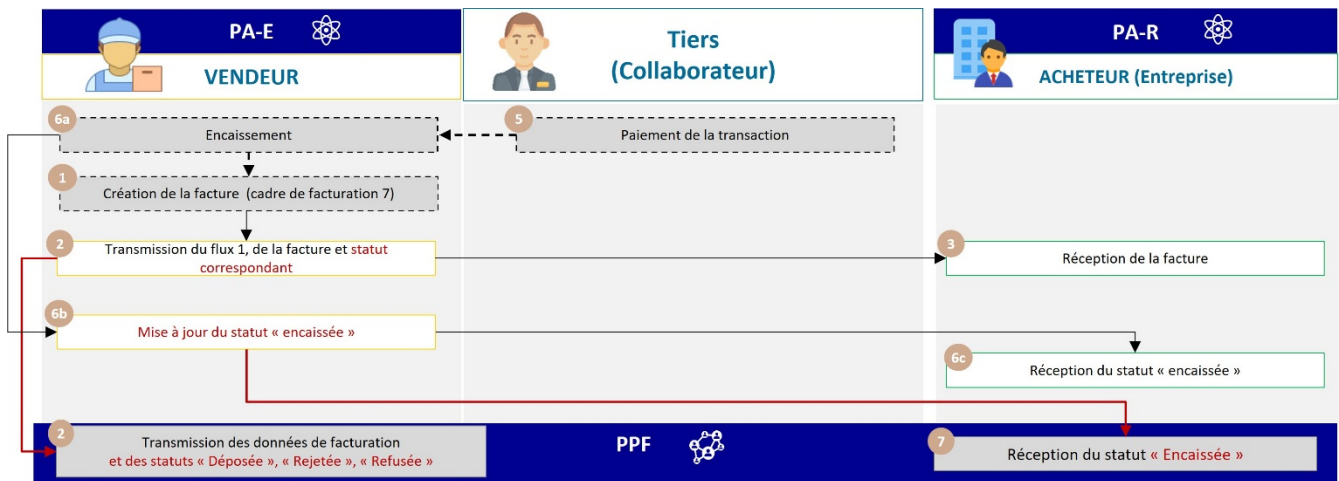 PA-E
VENDEUR
Tiers
(Collaborateur)
PA-R
ACHETEUR (Entreprise)
6a
Encaissement
5
Paiement de la transaction
1
Création de la facture (cadre de facturation 7)
2
Transmission du flux 1, de la facture et statut
correspondant
3
Réception de la facture
6b
Mise à jour du statut « encaissée »
6c
Réception du statut « encaissée »
2
Transmission des données de facturation
et des statuts « Déposée », « Rejetée », « Refusée »
PPF
7
Réception du statut « Encaissée »